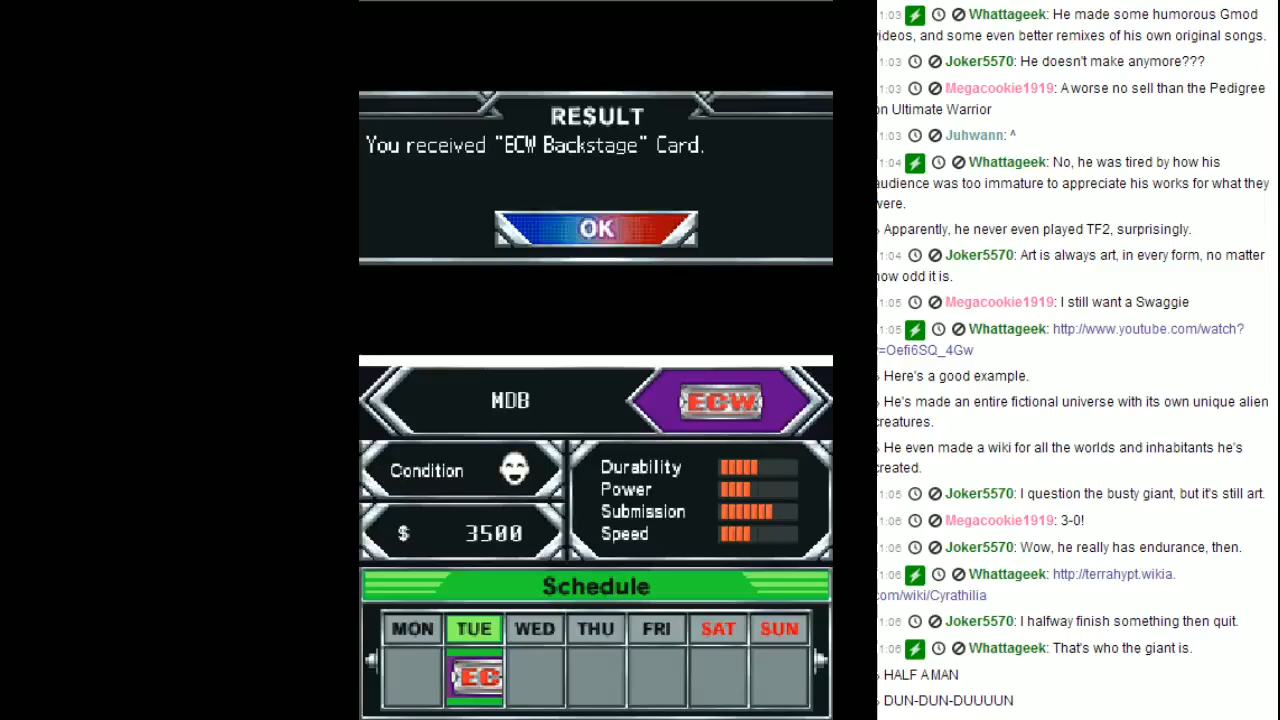 RESULT
You received "ECW Backstage" Card.
OK
MDB
ECW
Condition
$ 3500
Durability
Power
Submission
Speed
Schedule
MON TUE WED THU FRI SAT SUN
EC
1:03 Whattageek: He made some humorous Gmod
videos, and some even better remixes of his own original songs.
1:03 Joker5570: He doesn't make anymore???
1:03 Megacookie1919: A worse no sell than the Pedigree
on Ultimate Warrior
1:03 Juhwann: ^
1:04 Whattageek: No, he was tired by how his
audience was too immature to appreciate his works for what they
were.
Apparently, he never even played TF2, surprisingly.
1:04 Joker5570: Art is always art, in every form, no matter
how odd it is.
1:05 Megacookie1919: I still want a Swaggie
1:05 Whattageek: http://www.youtube.com/watch?
v=Oefi6SQ_4Gw
Here's a good example.
He's made an entire fictional universe with its own unique alien
creatures.
He even made a wiki for all the worlds and inhabitants he's
created.
1:05 Joker5570: I question the busty giant, but it's still art.
1:06 Megacookie1919: 3-0!
1:06 Joker5570: Wow, he really has endurance, then.
1:06 Whattageek: http://terrahypt.wikia.
com/wiki/Cyrathilia
1:06 Joker5570: I halfway finish something then quit.
1:06 Whattageek: That's who the giant is.
HALF A MAN
DUN-DUN-DUUUUN